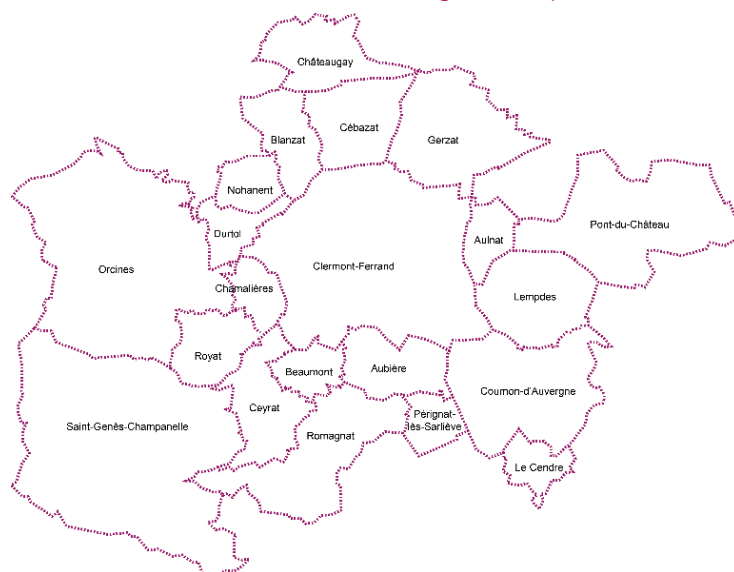 Châteaugay
Cébazat
Blanzat
Gerzat
Nohanent
Durtol
Pont-du-Château
Aulnat
Orcines
Clermont-Ferrand
Chamalières
Lempdes
Royat
Beaumont
Aubière
Cournon-d'Auvergne
Ceyrat
Pérignat-
lès-Sarliève
Saint-Genès-Champanelle
Romagnat
Le Cendre